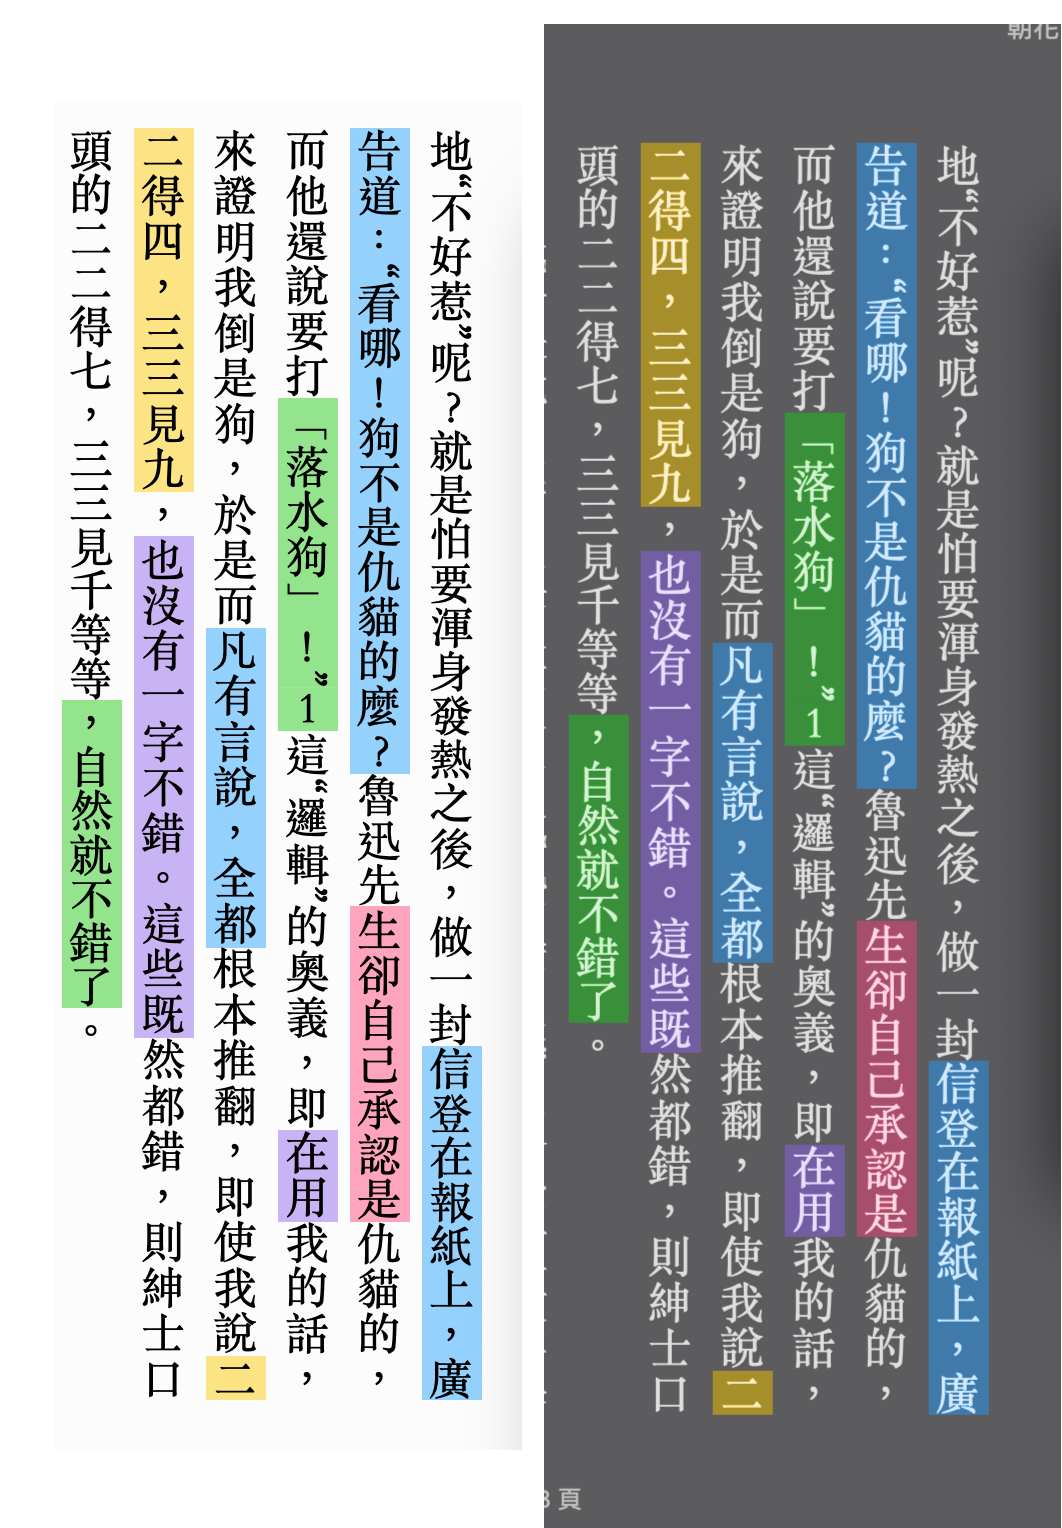 地“不好惹”呢？就是怕要渾身發熱之後，做一封信登在報紙上，廣
告道：“看哪！狗不是仇貓的麼？魯迅先生卻自己承認是仇貓的，
而他還說要打「落水狗」！”1這“邏輯”的奧義，即在用我的話，
來證明我倒是狗，於是而凡有言說，全都根本推翻，即使我說二
二得四，三三見九，也沒有一字不錯。這些既然都錯，則紳士口
頭的二二得七，三三見千等等，自然就不錯了。
朝花
地“不好惹”呢？就是怕要渾身發熱之後，做一封信登在報紙上，廣
告道：“看哪！狗不是仇貓的麼？魯迅先生卻自己承認是仇貓的，
而他還說要打「落水狗」！”1這“邏輯”的奧義，即在用我的話，
來證明我倒是狗，於是而凡有言說，全都根本推翻，即使我說二
二得四，三三見九，也沒有一字不錯。這些既然都錯，則紳士口
頭的二二得七，三三見千等等，自然就不錯了。
頁